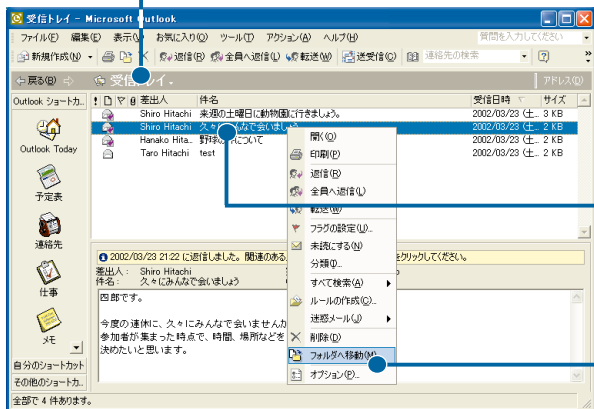 受信トレイ - Microsoft Outlook
ファイル(F) 編集(E) 表示(V) お気に入り(O) ツール(T) アクション(A) ヘルプ(H) 質問を入力してください
新規作成(N) 返信(R) 全員へ返信(L) 転送(W) 送受信(C) 連絡先の検索
戻る(B) 受信トレイ . アドレス(D)
Outlook ショートカ... 差出人 件名 受信日時 サイズ
Shiro Hitachi 来週の土曜日に動物園に行きましょう。 2002/03/23 (土... 3 KB
Shiro Hitachi 久々にみんなで会いましょう 2002/03/23 (土... 2 KB
Hanako Hita... 野球の件について 2002/03/23 (土... 2 KB
Taro Hitachi test 2002/03/23 (土... 2 KB
Outlook Today
予定表
連絡先
仕事
メモ
自分のショートカット
その他のショートカ...
開く(O)
印刷(P)
返信(R)
全員へ返信(L)
転送(W)
フラグの設定(U)...
未読にする(N)
分類(I)...
すべて検索(A)
ルールの作成(C)...
迷惑メール(J)
削除(D)
フォルダへ移動(M)...
オプション(P)...
2002/03/23 21:22 に返信しました。関連のある をクリックしてください。
差出人: Shiro Hitachi
件名: 久々にみんなで会いましょう
四郎です。
今度の連休に、久々にみんなで会いませんか
参加者が集まった時点で、時間、場所などを
決めたいと思います。
全部で 4 件あります。